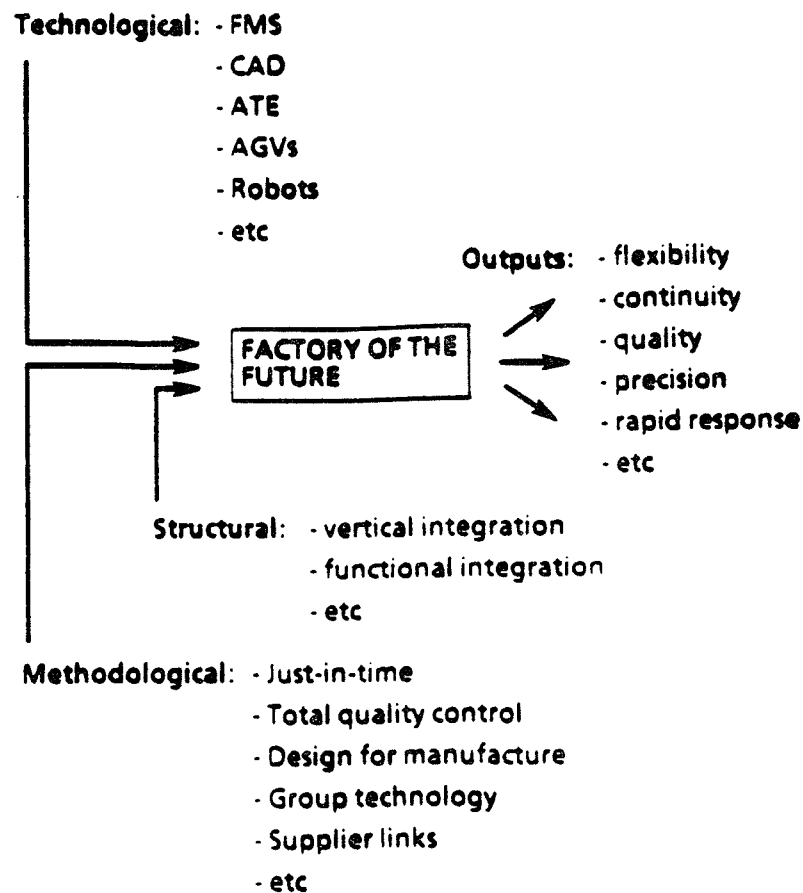 Technological: - FMS
- CAD
- ATE
- AGVs
- Robots
- etc
Outputs: - flexibility
- continuity
- quality
- precision
- rapid response
- etc
FACTORY OF THE
FUTURE
Structural: - vertical integration
- functional integration
- etc
Methodological: - Just-in-time
- Total quality control
- Design for manufacture
- Group technology
- Supplier links
- etc